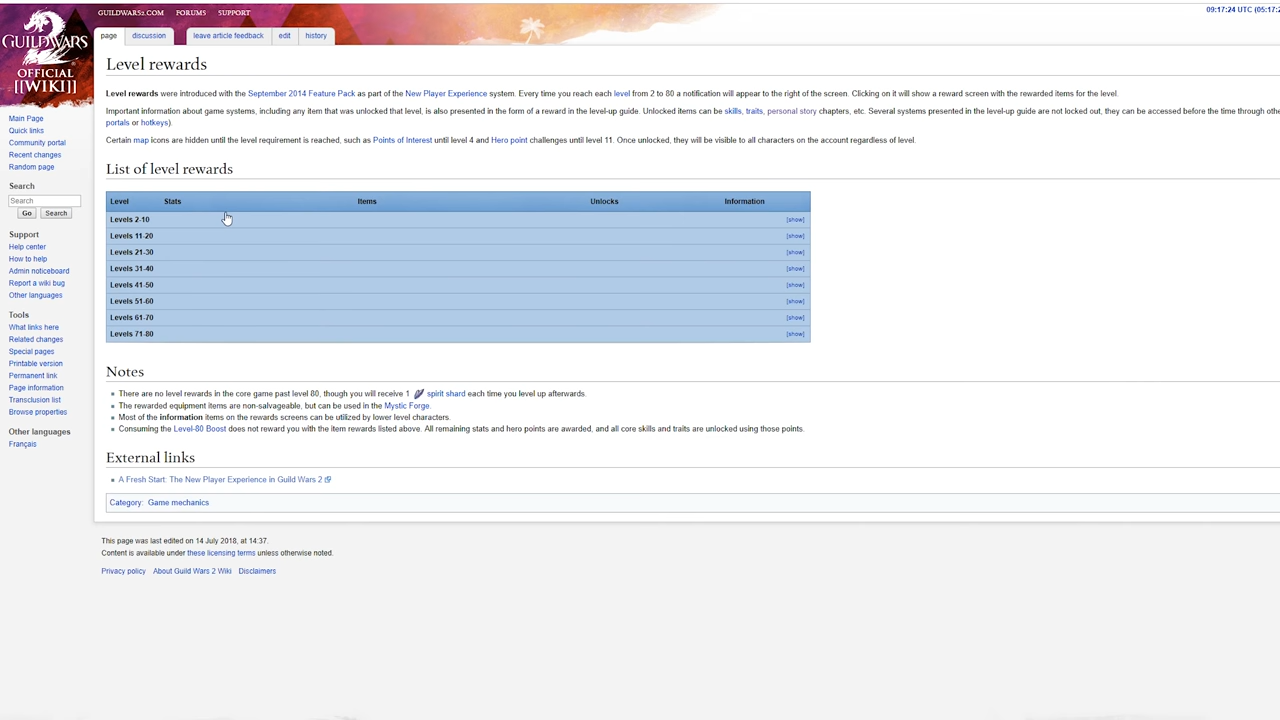 GUILDWARS2.COM FORUMS SUPPORT
09:17:24 UTC (05:17:2
GUILDWARS
OFFICIAL
[[WIKI]]
page discussion leave article feedback edit history
Level rewards
Level rewards were introduced with the September 2014 Feature Pack as part of the New Player Experience system. Every time you reach each level from 2 to 80 a notification will appear to the right of the screen. Clicking on it will show a reward screen with the rewarded items for the level.
Important information about game systems, including any item that was unlocked that level, is also presented in the form of a reward in the level-up guide. Unlocked items can be skills, traits, personal story chapters, etc. Several systems presented in the level-up guide are not locked out, they can be accessed before the time through othe
portals or hotkeys).
Certain map icons are hidden until the level requirement is reached, such as Points of Interest until level 4 and Hero point challenges until level 11. Once unlocked, they will be visible to all characters on the account regardless of level.
Main Page
Quick links
Community portal
Recent changes
Random page
Search
Search
Go Search
Support
Help center
How to help
Admin noticeboard
Report a wiki bug
Other languages
Tools
What links here
Related changes
Special pages
Printable version
Permanent link
Page information
Transclusion list
Browse properties
Other languages
Français
List of level rewards
Level Stats Items Unlocks Information
Levels 2-10 [show]
Levels 11-20 [show]
Levels 21-30 [show]
Levels 31-40 [show]
Levels 41-50 [show]
Levels 51-60 [show]
Levels 61-70 [show]
Levels 71-80 [show]
Notes
There are no level rewards in the core game past level 80, though you will receive 1 spirit shard each time you level up afterwards.
The rewarded equipment items are non-salvageable, but can be used in the Mystic Forge.
Most of the information items on the rewards screens can be utilized by lower level characters.
Consuming the Level-80 Boost does not reward you with the item rewards listed above. All remaining stats and hero points are awarded, and all core skills and traits are unlocked using those points.
External links
A Fresh Start: The New Player Experience in Guild Wars 2
Category: Game mechanics
This page was last edited on 14 July 2018, at 14:37.
Content is available under these licensing terms unless otherwise noted.
Privacy policy About Guild Wars 2 Wiki Disclaimers